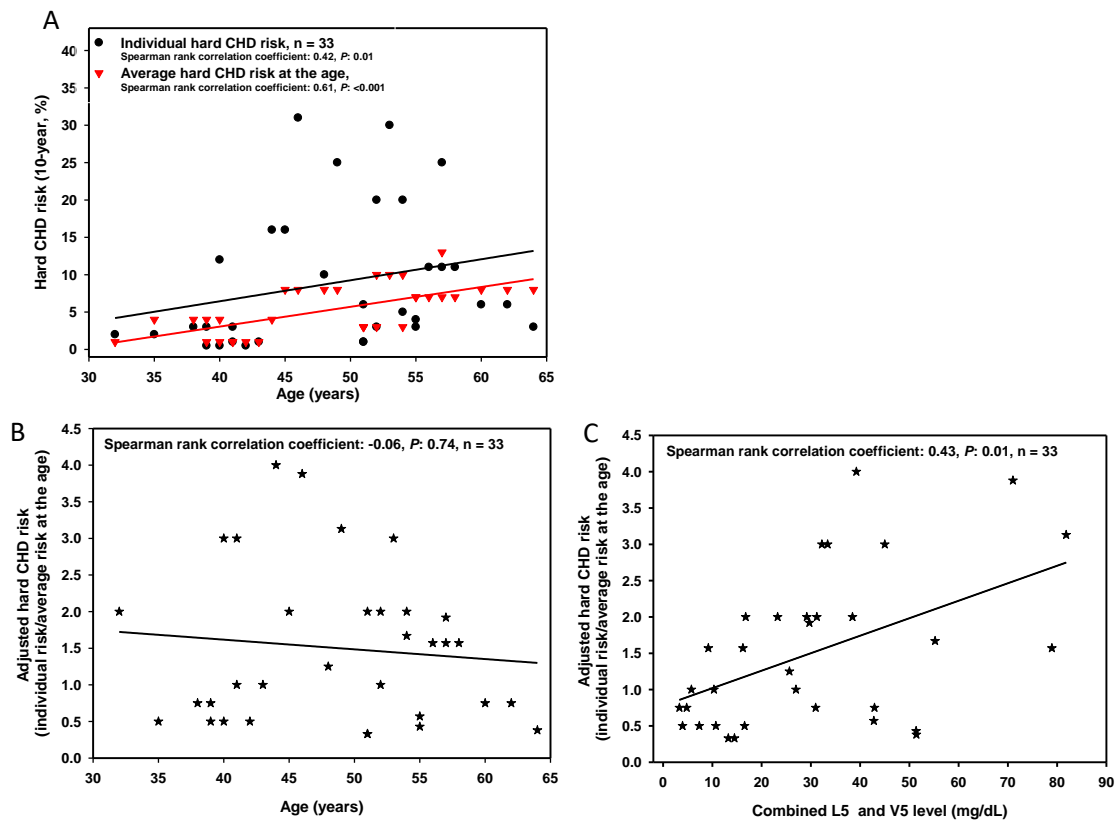 A
Individual hard CHD risk, n = 33
Spearman rank correlation coefficient: 0.42, P: 0.01
Average hard CHD risk at the age,
Spearman rank correlation coefficient: 0.61, P: <0.001
Hard CHD risk (10-year, %)
40
35
30
25
20
15
10
5
0
30 35 40 45 50 55 60 65
Age (years)
B
Spearman rank correlation coefficient: -0.06, P: 0.74, n = 33
Adjusted hard CHD risk
(individual risk/average risk at the age)
4.5
4.0
3.5
3.0
2.5
2.0
1.5
1.0
0.5
0.0
30 35 40 45 50 55 60 65
Age (years)
C
Spearman rank correlation coefficient: 0.43, P: 0.01, n = 33
Adjusted hard CHD risk
(individual risk/average risk at the age)
4.5
4.0
3.5
3.0
2.5
2.0
1.5
1.0
0.5
0.0
0 10 20 30 40 50 60 70 80 90
Combined L5 and V5 level (mg/dL)